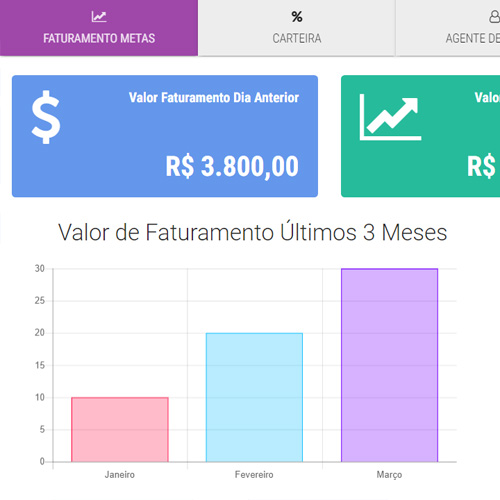 FATURAMENTO METAS
%
CARTEIRA
AGENTE DE
$
Valor Faturamento Dia Anterior
R$ 3.800,00
R$
Valor de Faturamento Últimos 3 Meses
30
25
20
15
10
5
0
Janeiro
Fevereiro
Março